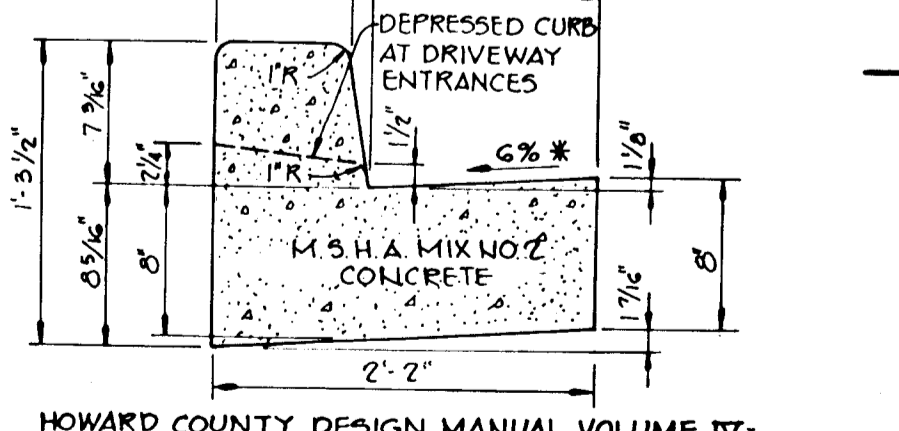 DEPRESSED CURB
AT DRIVEWAY
ENTRANCES
1"R
7 3/16"
1/2"
6% *
1 1/8"
1'-3 1/2"
2 1/4"
1"R
8 5/16"
8"
M.S.H.A. MIX NO. 2
CONCRETE
8"
1 7/16"
2'-2"
HOWARD COUNTY DESIGN MANUAL VOLUME IV-